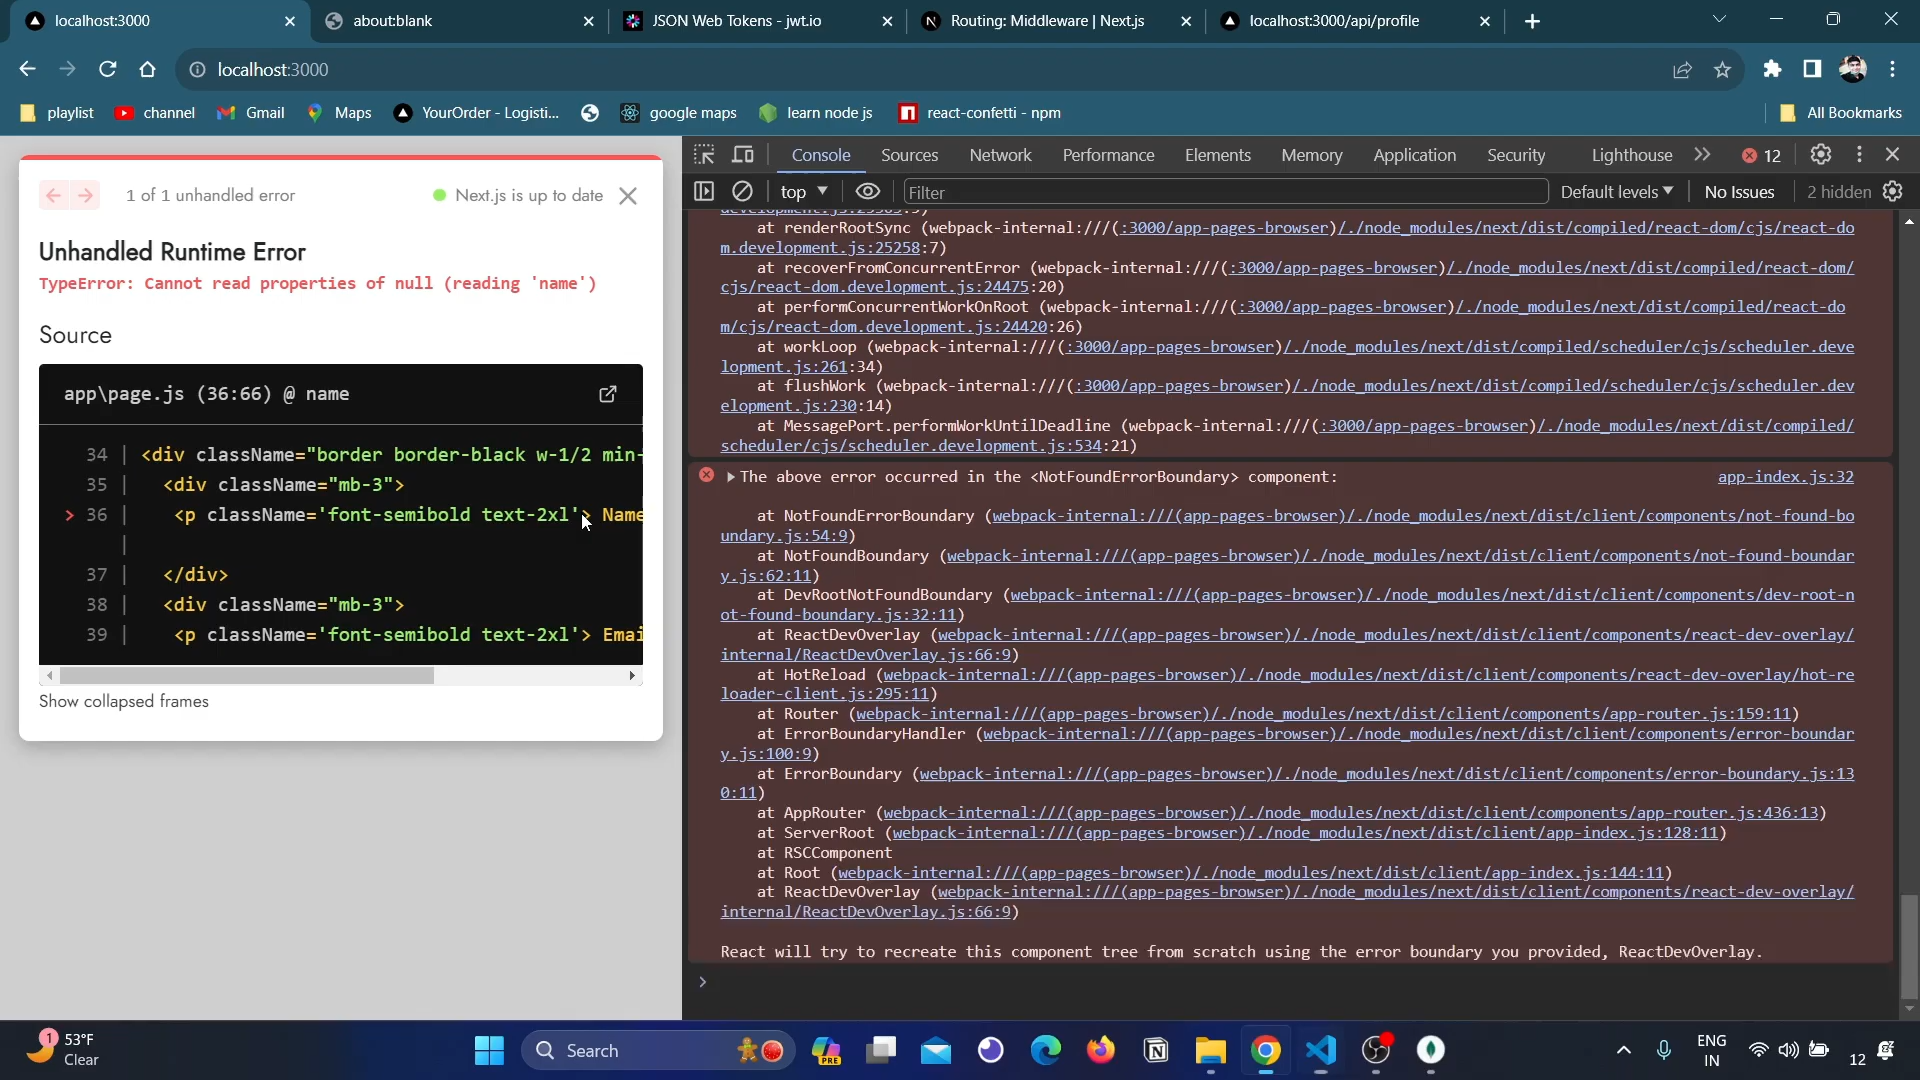 localhost:3000
about:blank
JSON Web Tokens - jwt.io
Routing: Middleware | Next.js
localhost:3000/api/profile
localhost:3000
playlist
channel
Gmail
Maps
YourOrder - Logisti...
google maps
learn node js
react-confetti - npm
All Bookmarks
1 of 1 unhandled error
Next.js is up to date
Unhandled Runtime Error
TypeError: Cannot read properties of null (reading 'name')
Source
app\page.js (36:66) @ name
34 | <div className="border border-black w-1/2 min-
35 | <div className="mb-3">
> 36 | <p className='font-semibold text-2xl'> Name
|
37 | </div>
38 | <div className="mb-3">
39 | <p className='font-semibold text-2xl'> Emai
Show collapsed frames
Console Sources Network Performance Elements Memory Application Security Lighthouse 12
top Filter Default levels No Issues 2 hidden
at renderRootSync (webpack-internal:///(:3000/app-pages-browser)/./node_modules/next/dist/compiled/react-dom/cjs/react-do
m.development.js:25258:7)
at recoverFromConcurrentError (webpack-internal:///(:3000/app-pages-browser)/./node_modules/next/dist/compiled/react-dom/
cjs/react-dom.development.js:24475:20)
at performConcurrentWorkOnRoot (webpack-internal:///(:3000/app-pages-browser)/./node_modules/next/dist/compiled/react-do
m/cjs/react-dom.development.js:24420:26)
at workLoop (webpack-internal:///(:3000/app-pages-browser)/./node_modules/next/dist/compiled/scheduler/cjs/scheduler.deve
lopment.js:261:34)
at flushWork (webpack-internal:///(:3000/app-pages-browser)/./node_modules/next/dist/compiled/scheduler/cjs/scheduler.dev
elopment.js:230:14)
at MessagePort.performWorkUntilDeadline (webpack-internal:///(:3000/app-pages-browser)/./node_modules/next/dist/compiled/
scheduler/cjs/scheduler.development.js:534:21)
The above error occurred in the <NotFoundErrorBoundary> component: app-index.js:32
at NotFoundErrorBoundary (webpack-internal:///(app-pages-browser)/./node_modules/next/dist/client/components/not-found-bo
undary.js:54:9)
at NotFoundBoundary (webpack-internal:///(app-pages-browser)/./node_modules/next/dist/client/components/not-found-boundar
y.js:62:11)
at DevRootNotFoundBoundary (webpack-internal:///(app-pages-browser)/./node_modules/next/dist/client/components/dev-root-n
ot-found-boundary.js:32:11)
at ReactDevOverlay (webpack-internal:///(app-pages-browser)/./node_modules/next/dist/client/components/react-dev-overlay/
internal/ReactDevOverlay.js:66:9)
at HotReload (webpack-internal:///(app-pages-browser)/./node_modules/next/dist/client/components/react-dev-overlay/hot-re
loader-client.js:295:11)
at Router (webpack-internal:///(app-pages-browser)/./node_modules/next/dist/client/components/app-router.js:159:11)
at ErrorBoundaryHandler (webpack-internal:///(app-pages-browser)/./node_modules/next/dist/client/components/error-boundar
y.js:100:9)
at ErrorBoundary (webpack-internal:///(app-pages-browser)/./node_modules/next/dist/client/components/error-boundary.js:13
0:11)
at AppRouter (webpack-internal:///(app-pages-browser)/./node_modules/next/dist/client/components/app-router.js:436:13)
at ServerRoot (webpack-internal:///(app-pages-browser)/./node_modules/next/dist/client/app-index.js:128:11)
at RSCComponent
at Root (webpack-internal:///(app-pages-browser)/./node_modules/next/dist/client/app-index.js:144:11)
at ReactDevOverlay (webpack-internal:///(app-pages-browser)/./node_modules/next/dist/client/components/react-dev-overlay/
internal/ReactDevOverlay.js:66:9)
React will try to recreate this component tree from scratch using the error boundary you provided, ReactDevOverlay.
1
53°F
Clear
Search
PRE
ENG
IN
12